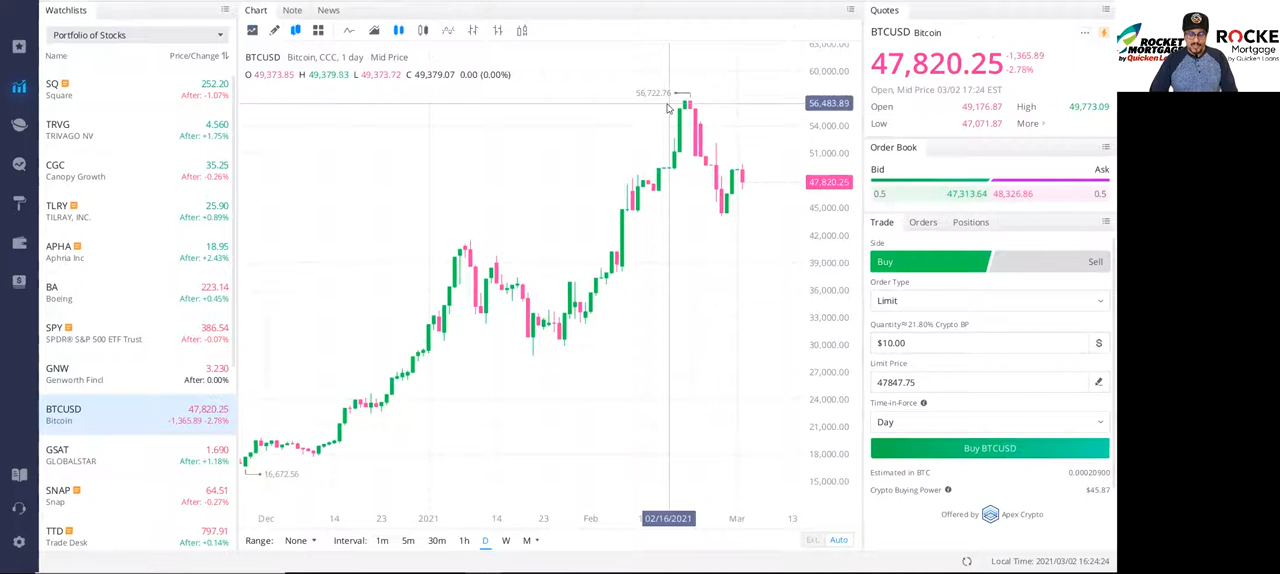 Watchlists
Portfolio of Stocks
Name Price/Change
SQ 252.20
Square After: -1.07%
TRVG 4.560
TRIVAGO NV After: +1.75%
CGC 35.25
Canopy Growth After: -0.26%
TLRY 25.90
TILRAY, INC. After: +0.89%
APHA 18.95
Aphria Inc After: +2.43%
BA 223.14
Boeing After: +0.45%
SPY 386.54
SPDR® S&P 500 ETF Trust After: -0.07%
GNW 3.230
Genworth Fincl After: 0.00%
BTCUSD 47,820.25
Bitcoin -1,365.89 -2.78%
GSAT 1.690
GLOBALSTAR After: +1.18%
SNAP 64.51
Snap After: -0.27%
TTD 797.91
Trade Desk After: +0.14%
Chart Note News
BTCUSD Bitcoin, CCC, 1 day Mid Price
O 49,373.85 H 49,379.83 L 49,373.72 C 49,379.07 0.00 (0.00%)
63,000.00
60,000.00
56,722.76
56,483.89
54,000.00
51,000.00
47,820.25
45,000.00
42,000.00
39,000.00
36,000.00
33,000.00
30,000.00
27,000.00
24,000.00
21,000.00
18,000.00
16,672.56
15,000.00
Dec 14 23 2021 14 23 Feb 02/16/2021 Mar 13
Range: None Interval: 1m 5m 30m 1h D W M Ext. Auto
Quotes
BTCUSD Bitcoin
47,820.25 -1,365.89
-2.78%
Open, Mid Price 03/02 17:24 EST
Open 49,176.87 High 49,773.09
Low 47,071.87 More
Order Book
Bid Ask
0.5 47,313.64 48,326.86 0.5
Trade Orders Positions
Side
Buy Sell
Order Type
Limit
Quantity≈21.80% Crypto BP
$10.00 $
Limit Price
47847.75
Time-in-Force
Day
Buy BTCUSD
Estimated in BTC 0.00020900
Crypto Buying Power $45.87
Offered by Apex Crypto
Local Time: 2021/03/02 16:24:24
ROCKET
MORTGAGE
by Quicken Loans
ROCKE
Mortgage
by Quicken Loans